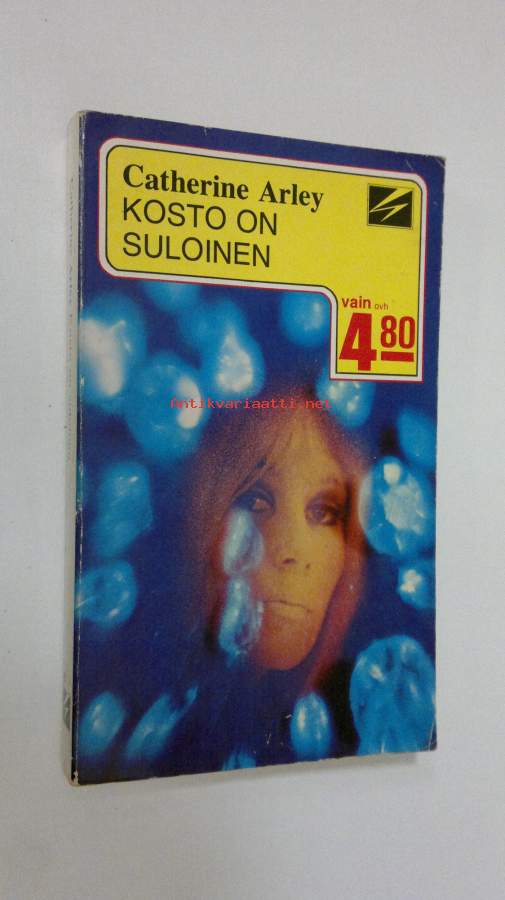 Catherine Arley
KOSTO ON
SULOINEN
vain ovh
4 80
Antikvariaatti.net